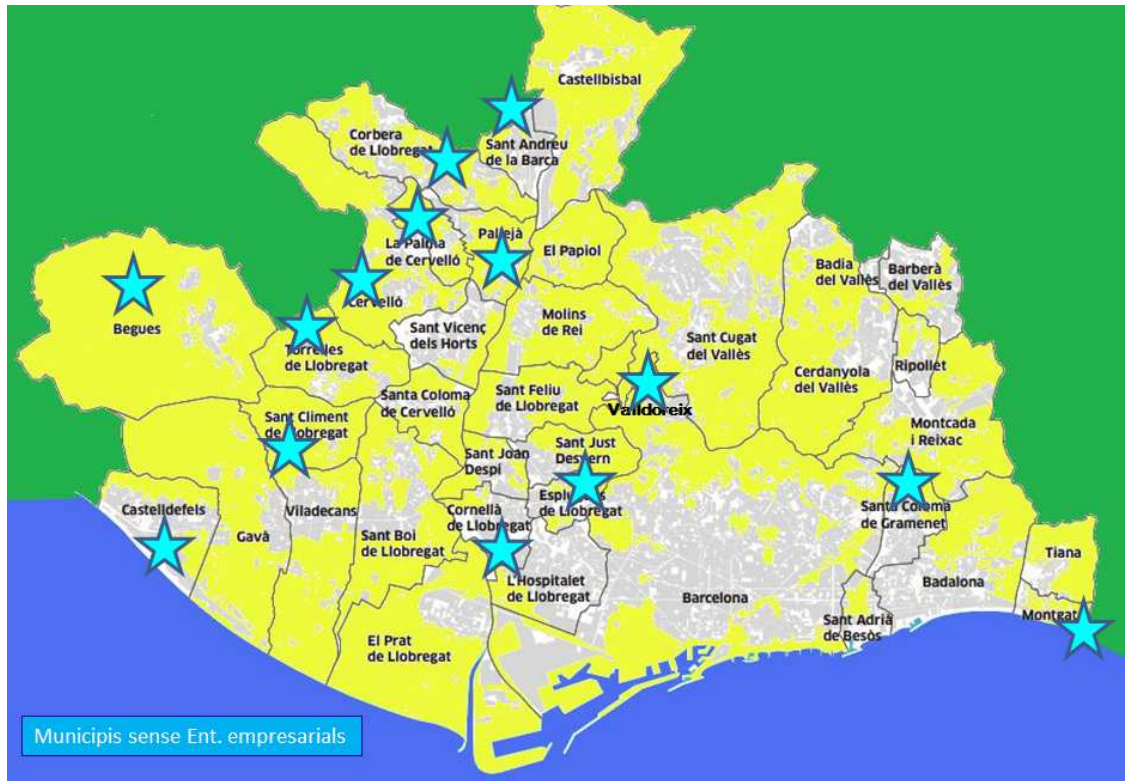 Castellbisbal
Corbera
de Llobregat
Sant Andreu
de la Barca
Pallejà
El Papiol
La Palma
de Cervelló
Badia
del Vallès
Barberà
del Vallès
Begues
Cervelló
Sant Vicenç
dels Horts
Molins
de Rei
Sant Cugat
del Vallès
Torrelles
de Llobregat
Cerdanyola
del Vallès
Ripollet
Santa Coloma
de Cervelló
Sant Feliu
de Llobregat
Valldoreix
Sant Climent
de Llobregat
Montcada
i Reixac
Sant Joan
Despí
Sant Just
Desvern
Castelldefels
Gavà
Viladecans
Sant Boi
de Llobregat
Cornellà
de Llobregat
Esplugues
de Llobregat
Santa Coloma
de Gramenet
L'Hospitalet
de Llobregat
Barcelona
Badalona
Tiana
Montgat
Sant Adrià
de Besòs
El Prat
de Llobregat
Municipis sense Ent. empresarials